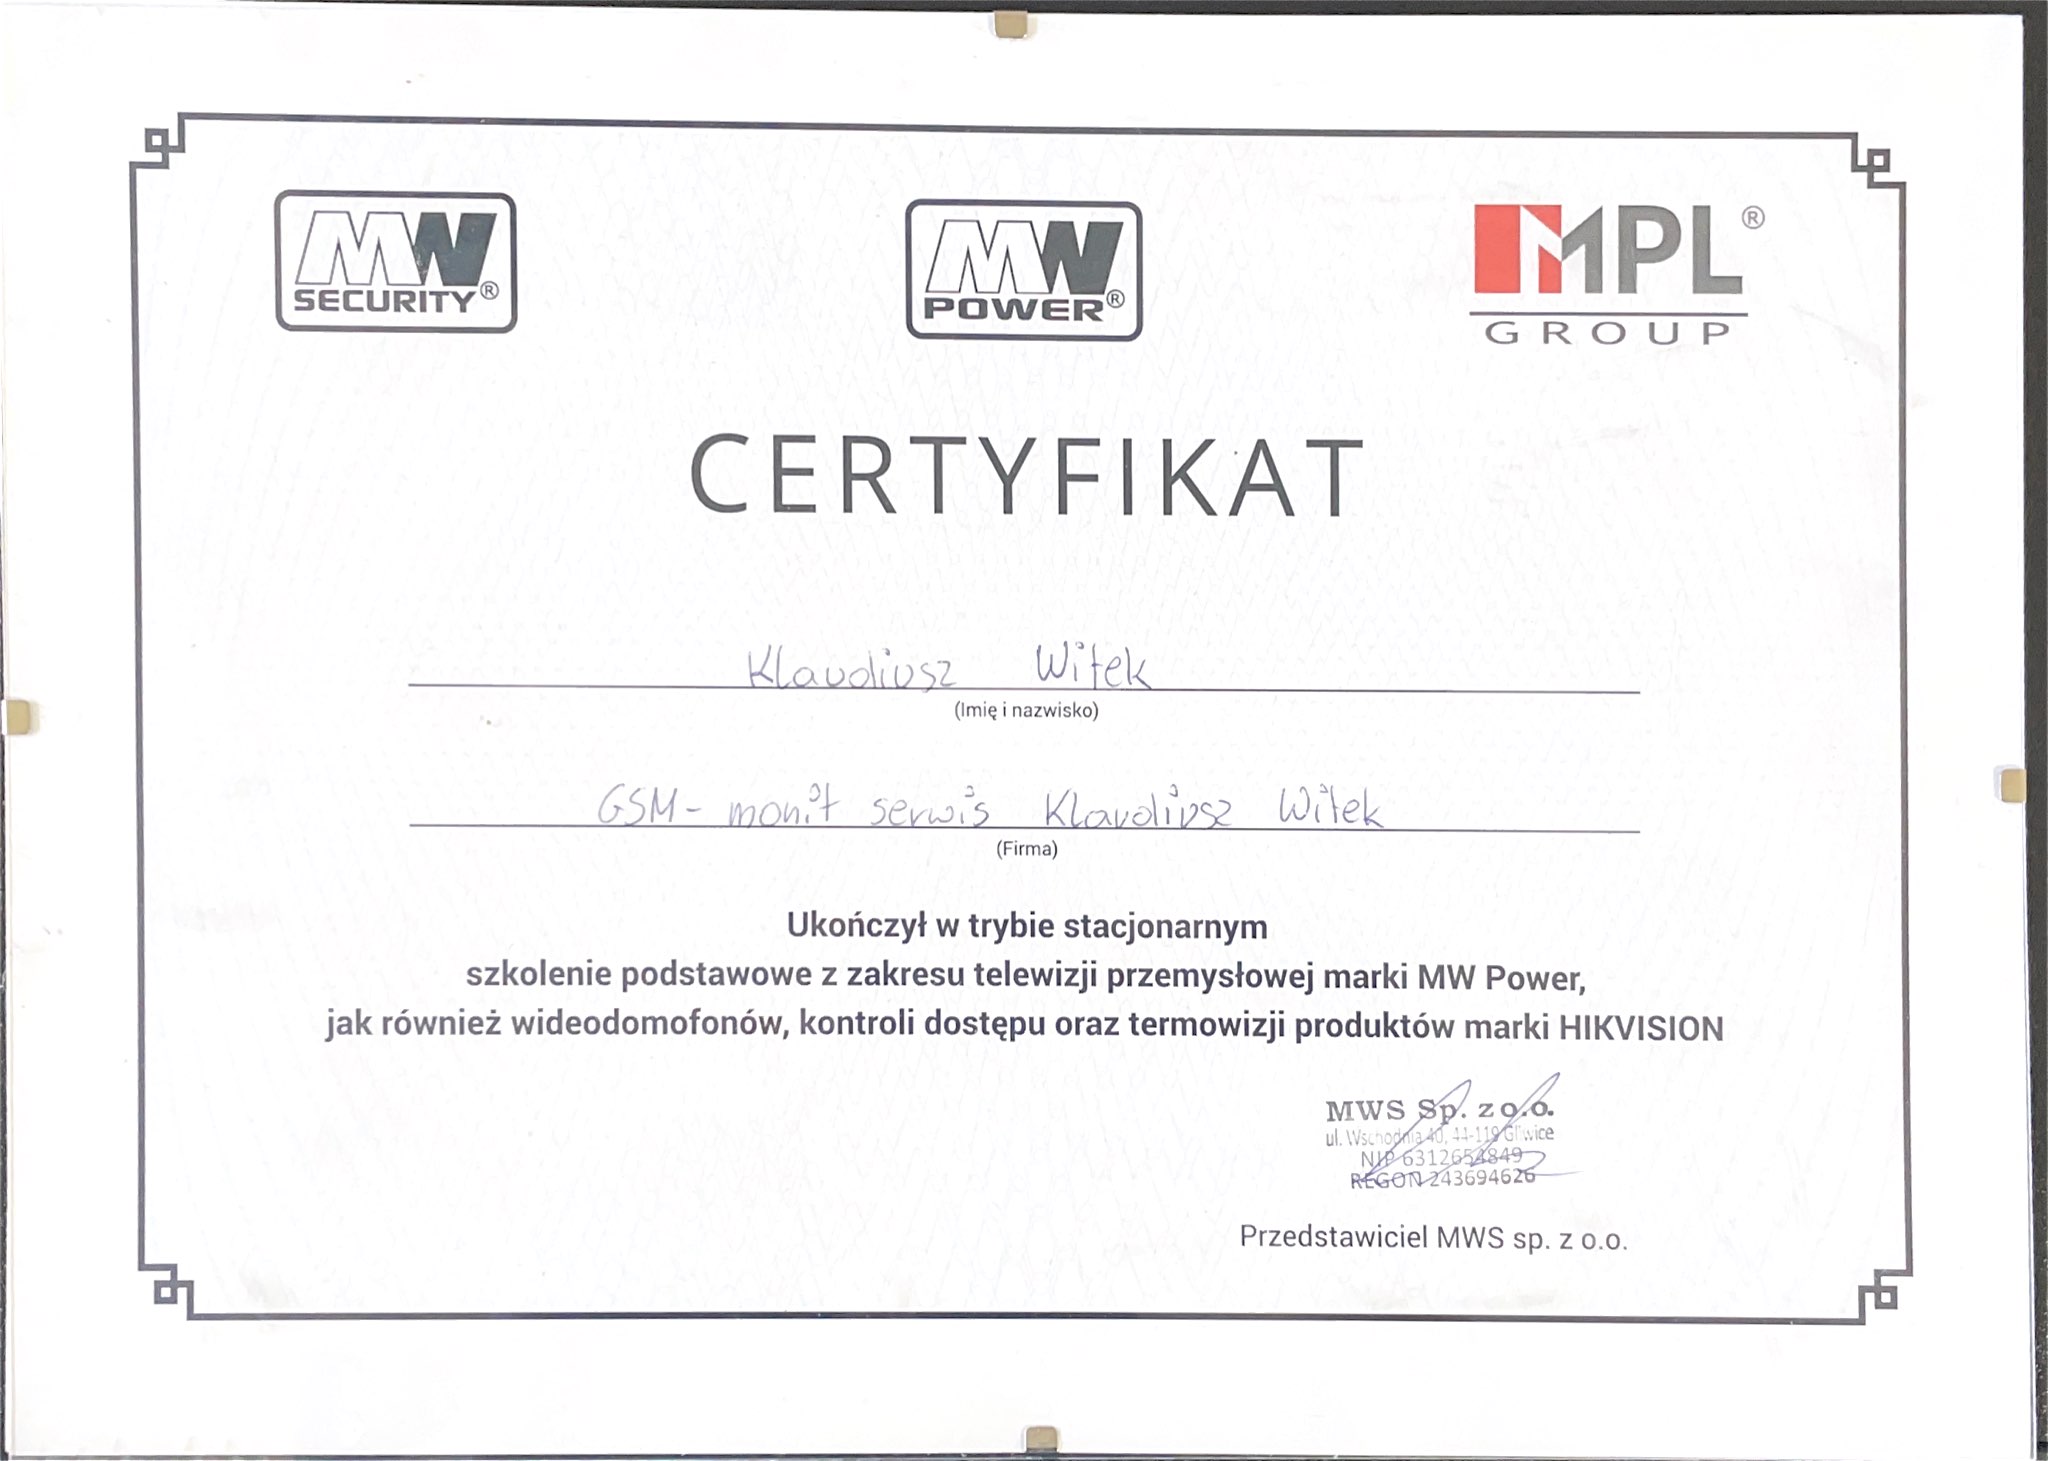 MW SECURITY®
MW POWER®
MPL®
GROUP
CERTYFIKAT
Klaudiusz Witek
(Imię i nazwisko)
GSM - monit serwis Klaudiusz Witek
(Firma)
Ukończył w trybie stacjonarnym
szkolenie podstawowe z zakresu telewizji przemysłowej marki MW Power,
jak również wideodomofonów, kontroli dostępu oraz termowizji produktów marki HIKVISION
MWS Sp. z o.o.
ul. Wschodnia 40, 44-119 Gliwice
NIP 6312654849
REGON 243694626
Przedstawiciel MWS sp. z o.o.